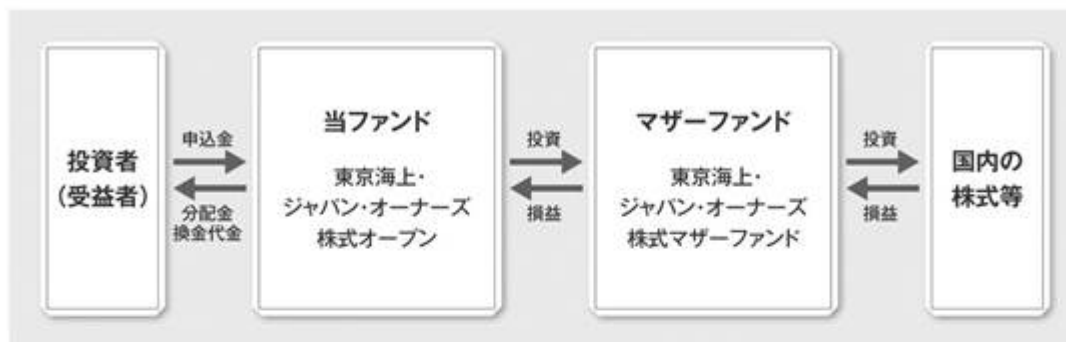 投資者
（受益者）
申込金
分配金
換金代金
当ファンド
東京海上・
ジャパン・オーナーズ
株式オープン
投資
損益
マザーファンド
東京海上・
ジャパン・オーナーズ
株式マザーファンド
投資
損益
国内の
株式等